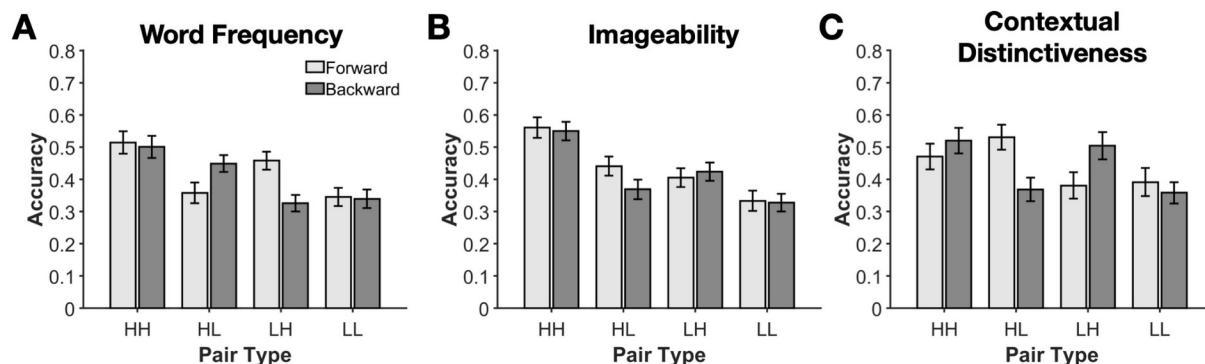 A
Word Frequency
Accuracy
0.8
0.7
0.6
0.5
0.4
0.3
0.2
0.1
0
Forward
Backward
HH HL LH LL
Pair Type
B
Imageability
Accuracy
0.8
0.7
0.6
0.5
0.4
0.3
0.2
0.1
0
HH HL LH LL
Pair Type
C
Contextual
Distinctiveness
Accuracy
0.8
0.7
0.6
0.5
0.4
0.3
0.2
0.1
0
HH HL LH LL
Pair Type